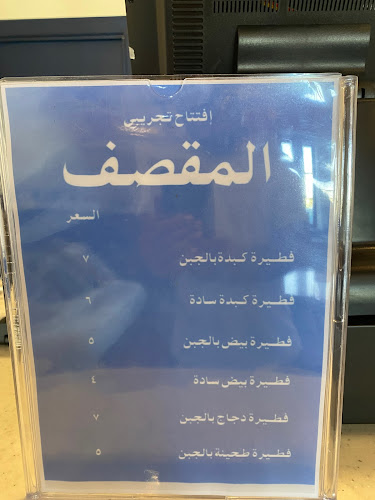 إفتتاح تجريبي
المقصف
السعر
فطيرة كبدة بالجبن ٧
فطيرة كبدة سادة ٦
فطيرة بيض بالجبن ٥
فطيرة بيض سادة ٤
فطيرة دجاج بالجبن ٧
فطيرة طحينة بالجبن ٥